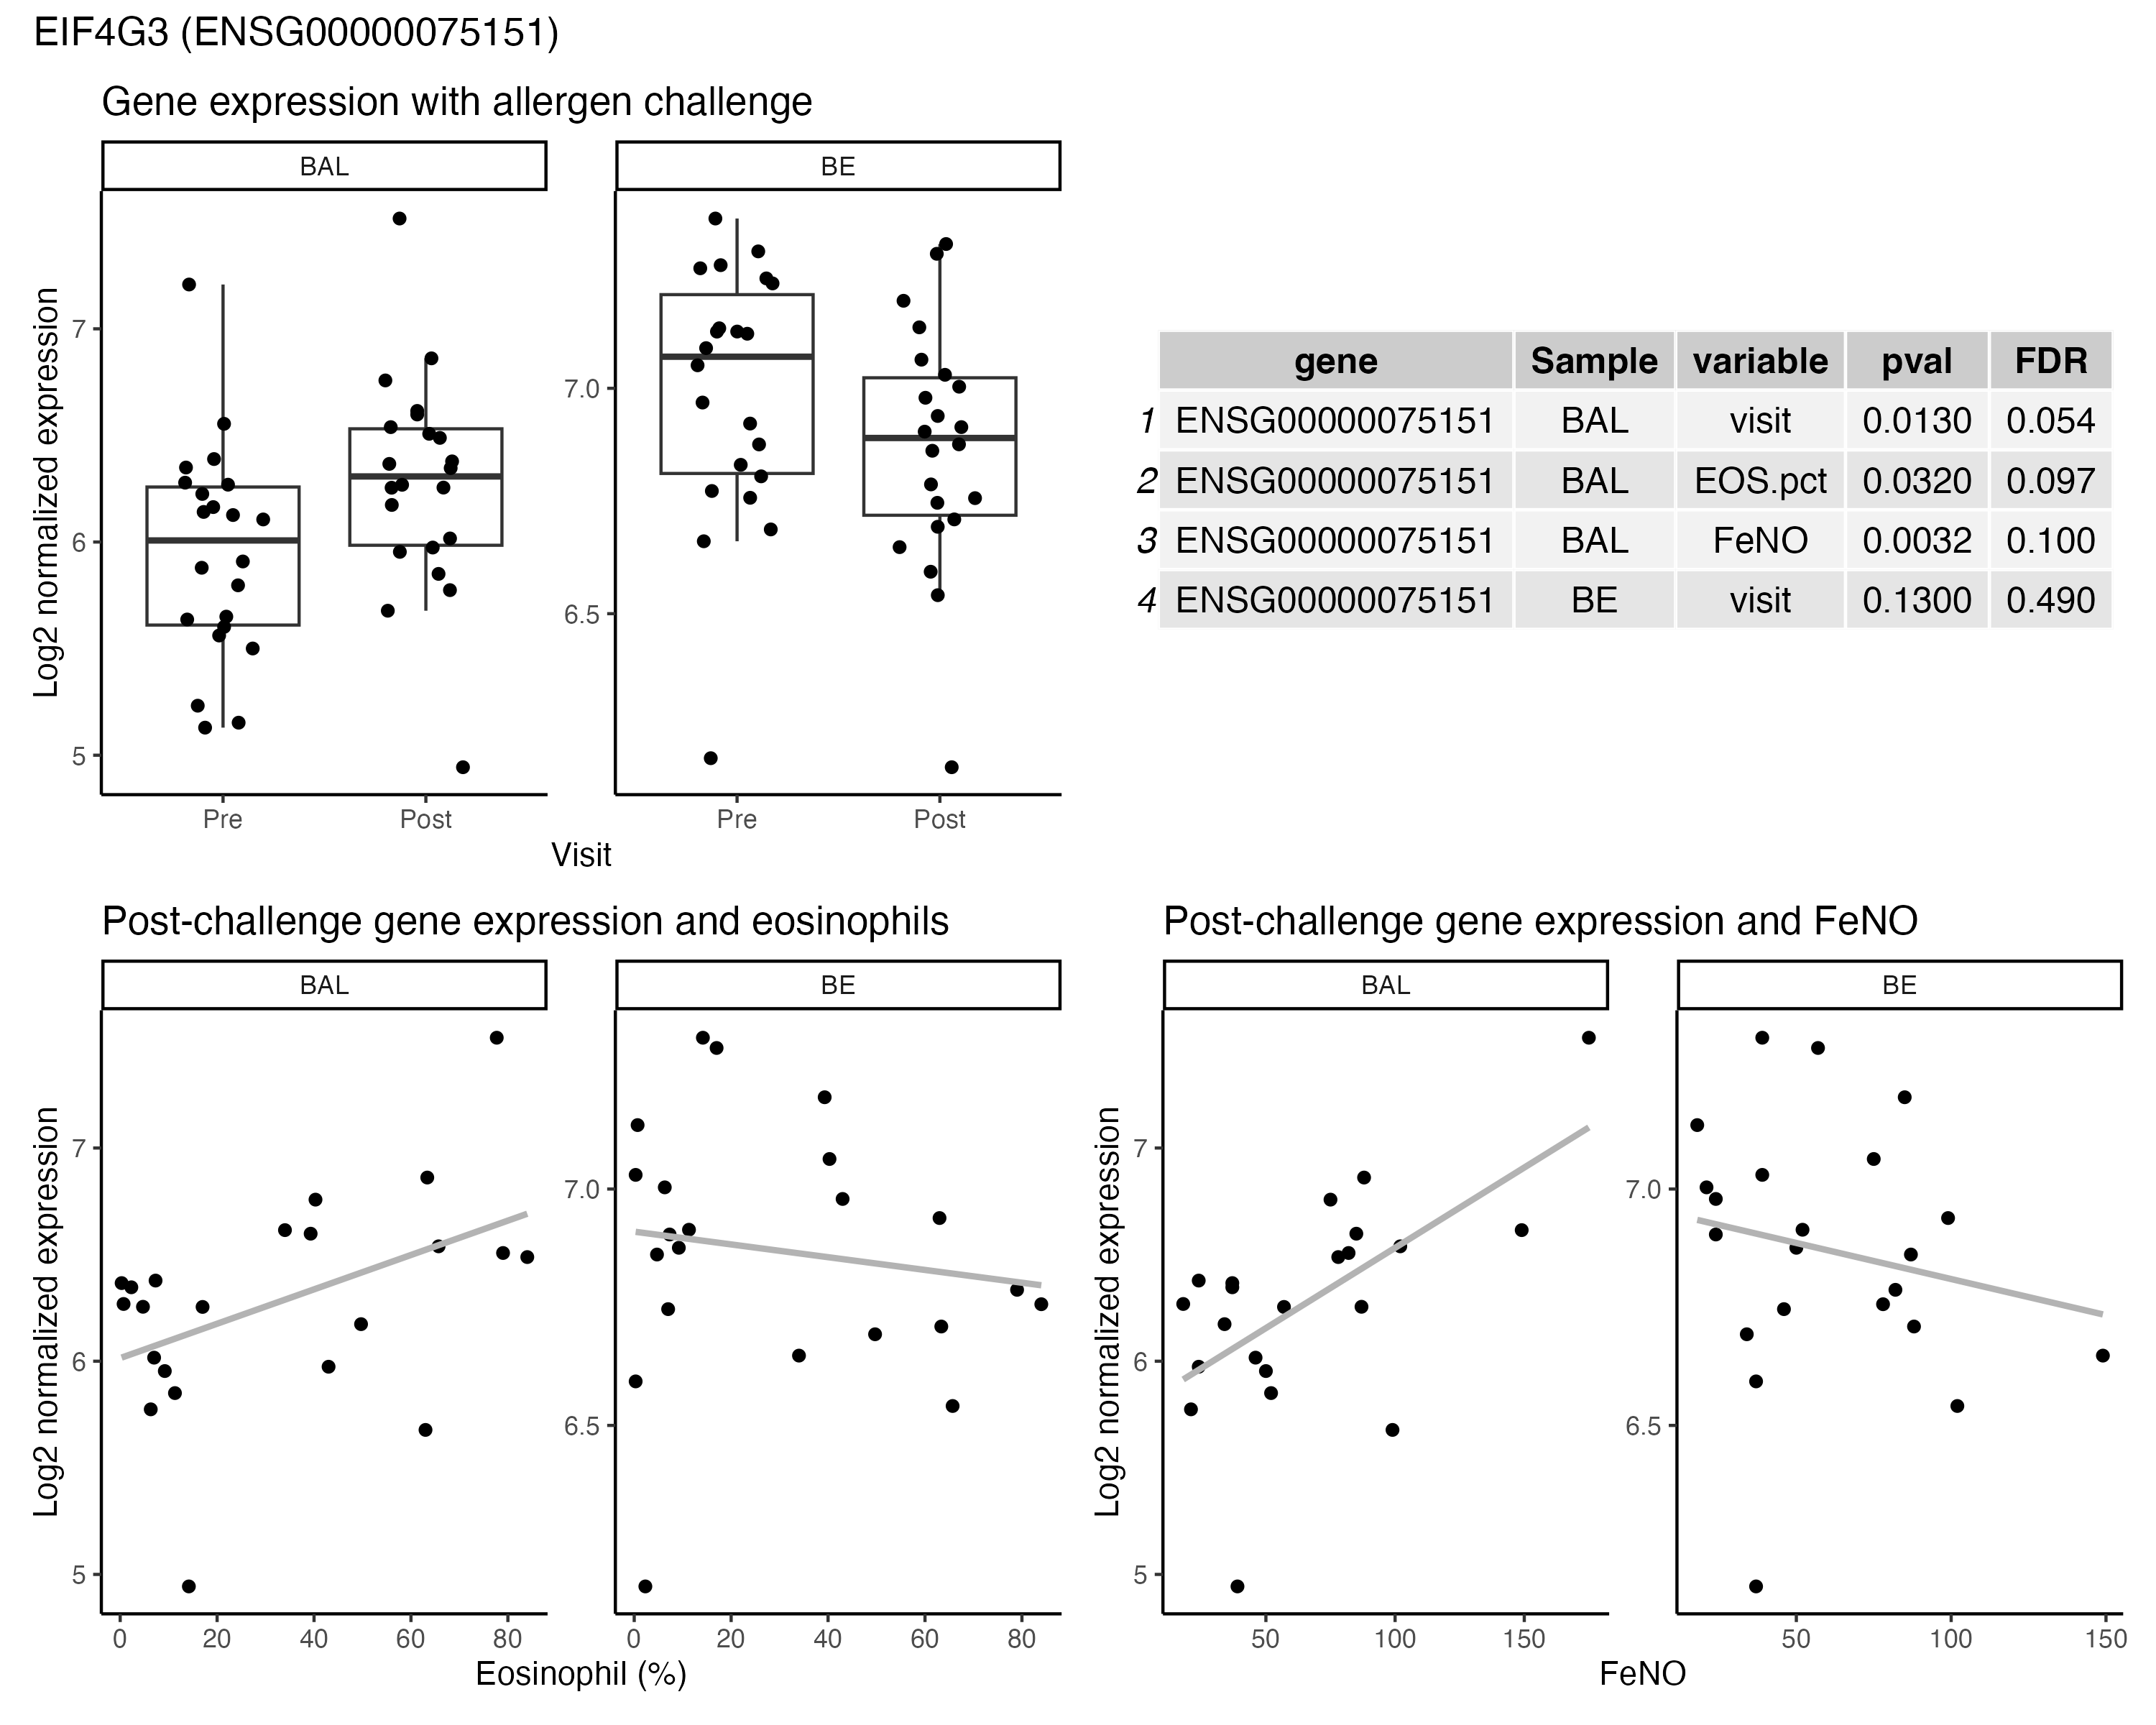 EIF4G3 (ENSG00000075151)
Gene expression with allergen challenge
BAL
BE
Log2 normalized expression
7
6
5
7.0
6.5
Pre
Post
Pre
Post
Visit
gene Sample variable pval FDR
1 ENSG00000075151 BAL visit 0.0130 0.054
2 ENSG00000075151 BAL EOS.pct 0.0320 0.097
3 ENSG00000075151 BAL FeNO 0.0032 0.100
4 ENSG00000075151 BE visit 0.1300 0.490
Post-challenge gene expression and eosinophils
BAL
BE
Log2 normalized expression
7
6
5
7.0
6.5
0 20 40 60 80
0 20 40 60 80
Eosinophil (%)
Post-challenge gene expression and FeNO
BAL
BE
Log2 normalized expression
7
6
5
7.0
6.5
50 100 150
50 100 150
FeNO